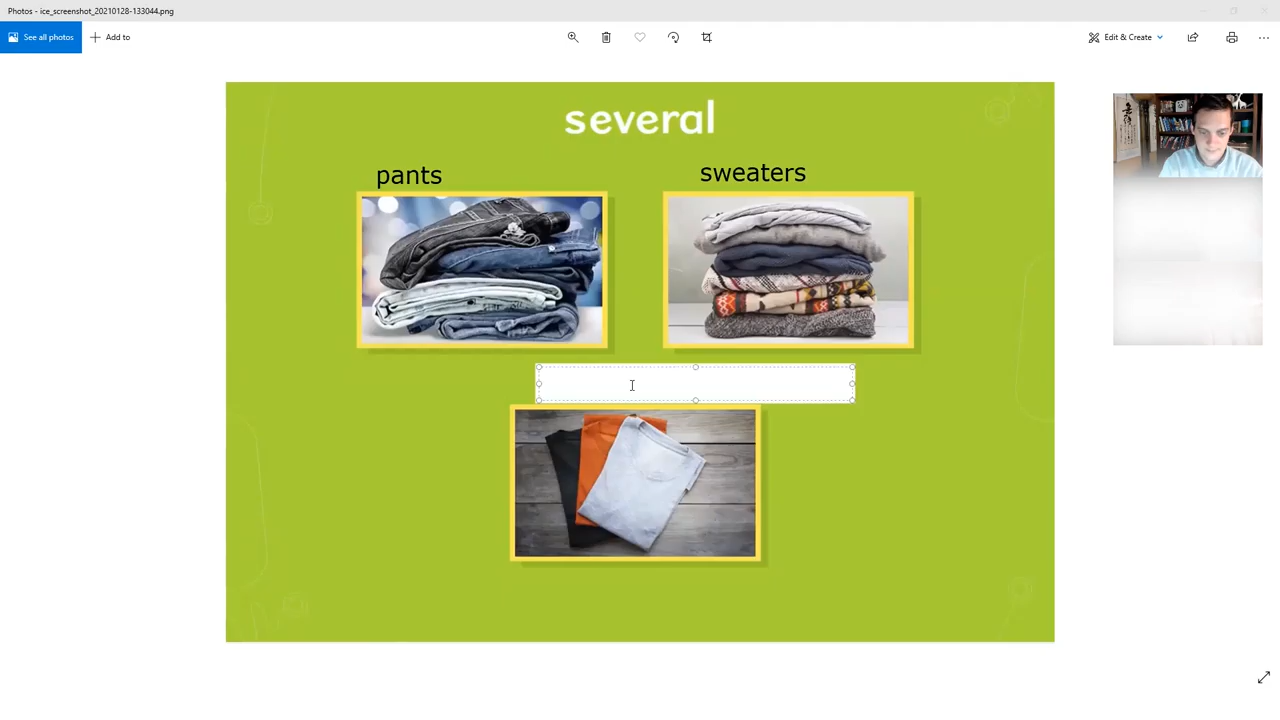 Photos - ice_screenshot_20210128-133044.png
See all photos
Add to
Edit & Create
several
pants
sweaters